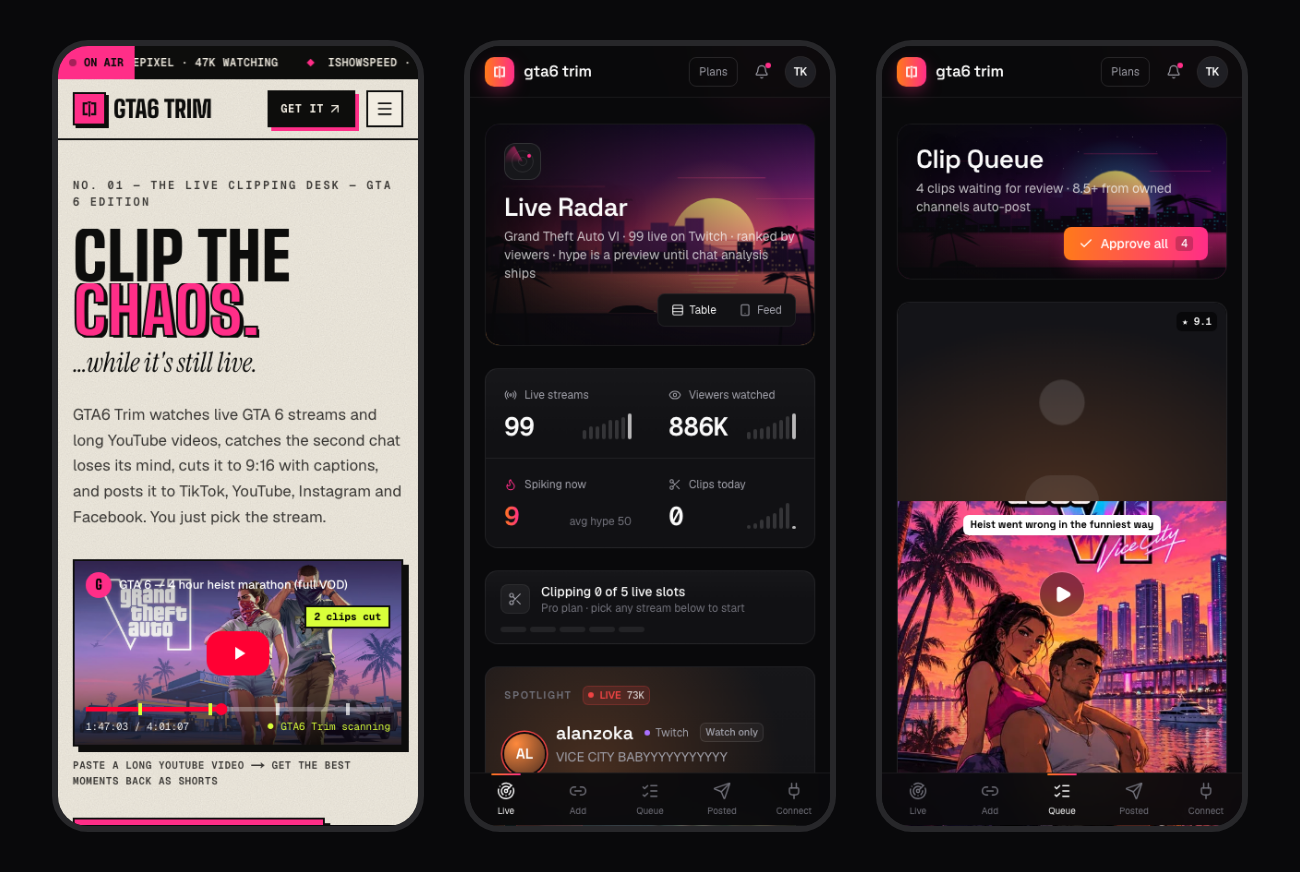 ON AIR
EPIXEL · 47K WATCHING ◆ ISHOWSPEED ·
GTA6 TRIM
GET IT ↗
NO. 01 — THE LIVE CLIPPING DESK — GTA
6 EDITION
CLIP THE
CHAOS.
…while it's still live.
GTA6 Trim watches live GTA 6 streams and
long YouTube videos, catches the second chat
loses its mind, cuts it to 9:16 with captions,
and posts it to TikTok, YouTube, Instagram and
Facebook. You just pick the stream.
G
GTA 6 — 4 hour heist marathon (full VOD)
grand
theft
auto
2 clips cut
1:47:03 / 4:01:07
GTA6 Trim scanning
PASTE A LONG YOUTUBE VIDEO ⟶ GET THE BEST
MOMENTS BACK AS SHORTS
gta6 trim
Plans
TK
Live Radar
Grand Theft Auto VI · 99 live on Twitch · ranked by
viewers · hype is a preview until chat analysis
ships
Table
Feed
Live streams
99
Viewers watched
886K
Spiking now
9
avg hype 50
Clips today
0
Clipping 0 of 5 live slots
Pro plan · pick any stream below to start
SPOTLIGHT
LIVE 73K
AL
alanzoka
Twitch
Watch only
VICE CITY BABYYYYYYYYYYY
Live
Add
Queue
Posted
Connect
gta6 trim
Plans
TK
Clip Queue
4 clips waiting for review · 8.5+ from owned
channels auto-post
Approve all 4
★ 9.1
VI
Heist went wrong in the funniest way
Vice City
Live
Add
Queue
Posted
Connect